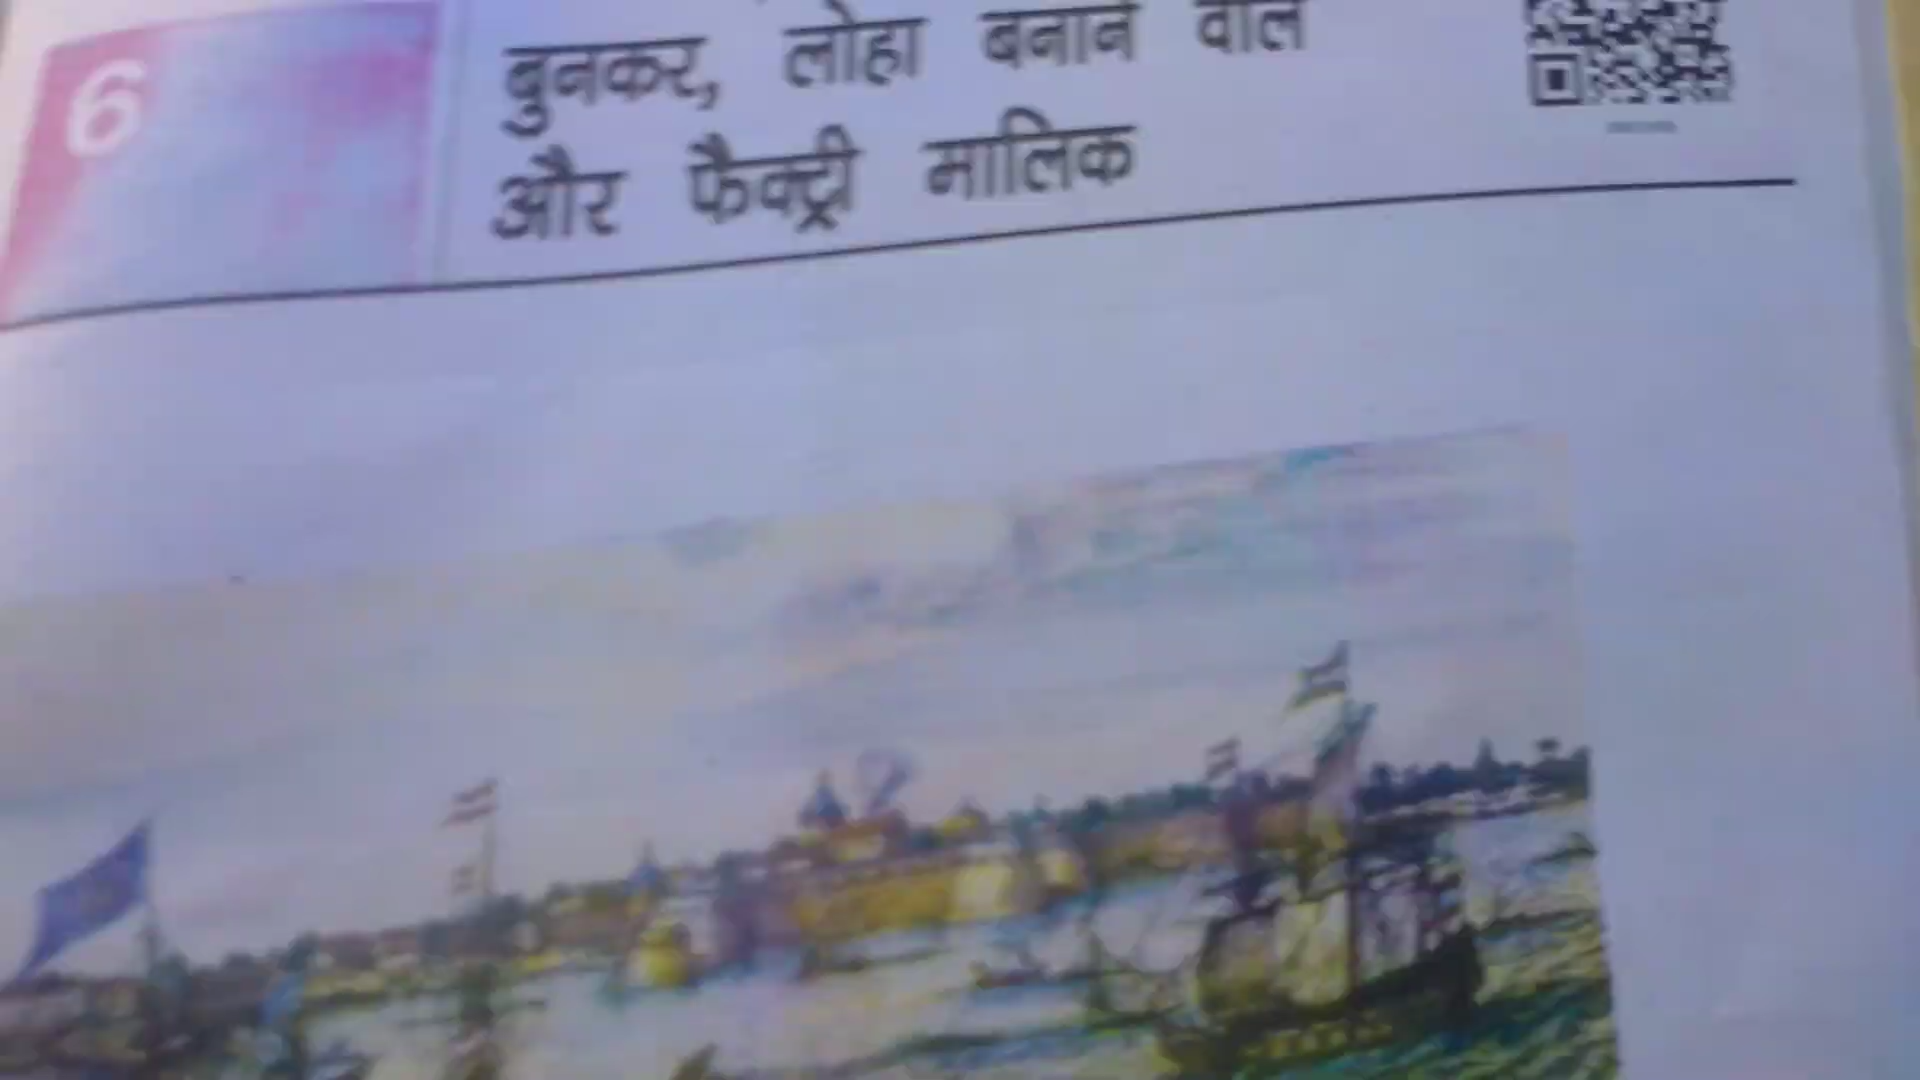 6
बुनकर, लोहा बनाने वाले
और फैक्ट्री मालिक